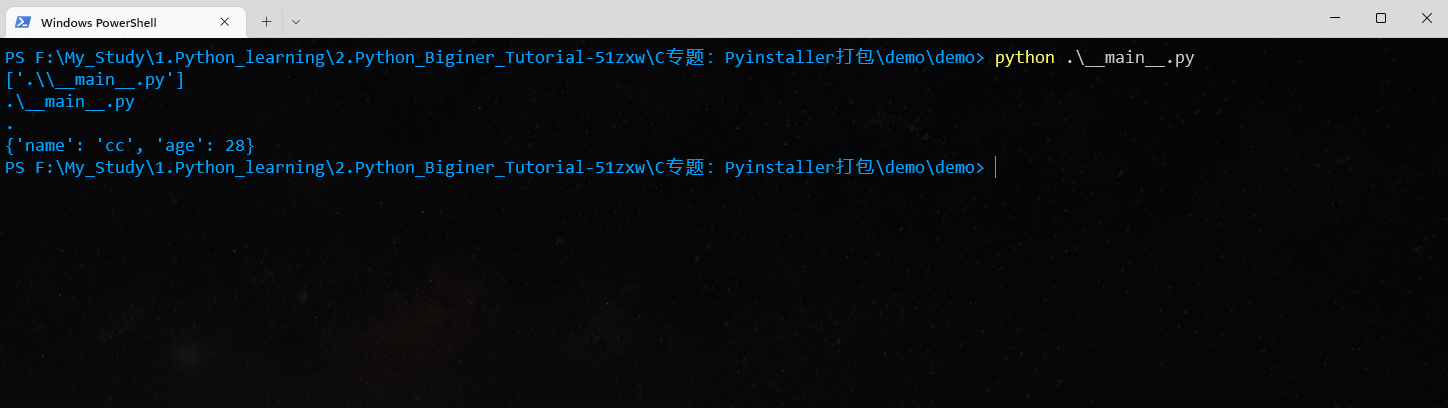 Windows PowerShell
PS F:\My_Study\1.Python_learning\2.Python_Biginer_Tutorial-51zxw\C专题：Pyinstaller打包\demo\demo> python .\__main__.py
['.\\__main__.py']
.\__main__.py
.
{'name': 'cc', 'age': 28}
PS F:\My_Study\1.Python_learning\2.Python_Biginer_Tutorial-51zxw\C专题：Pyinstaller打包\demo\demo>